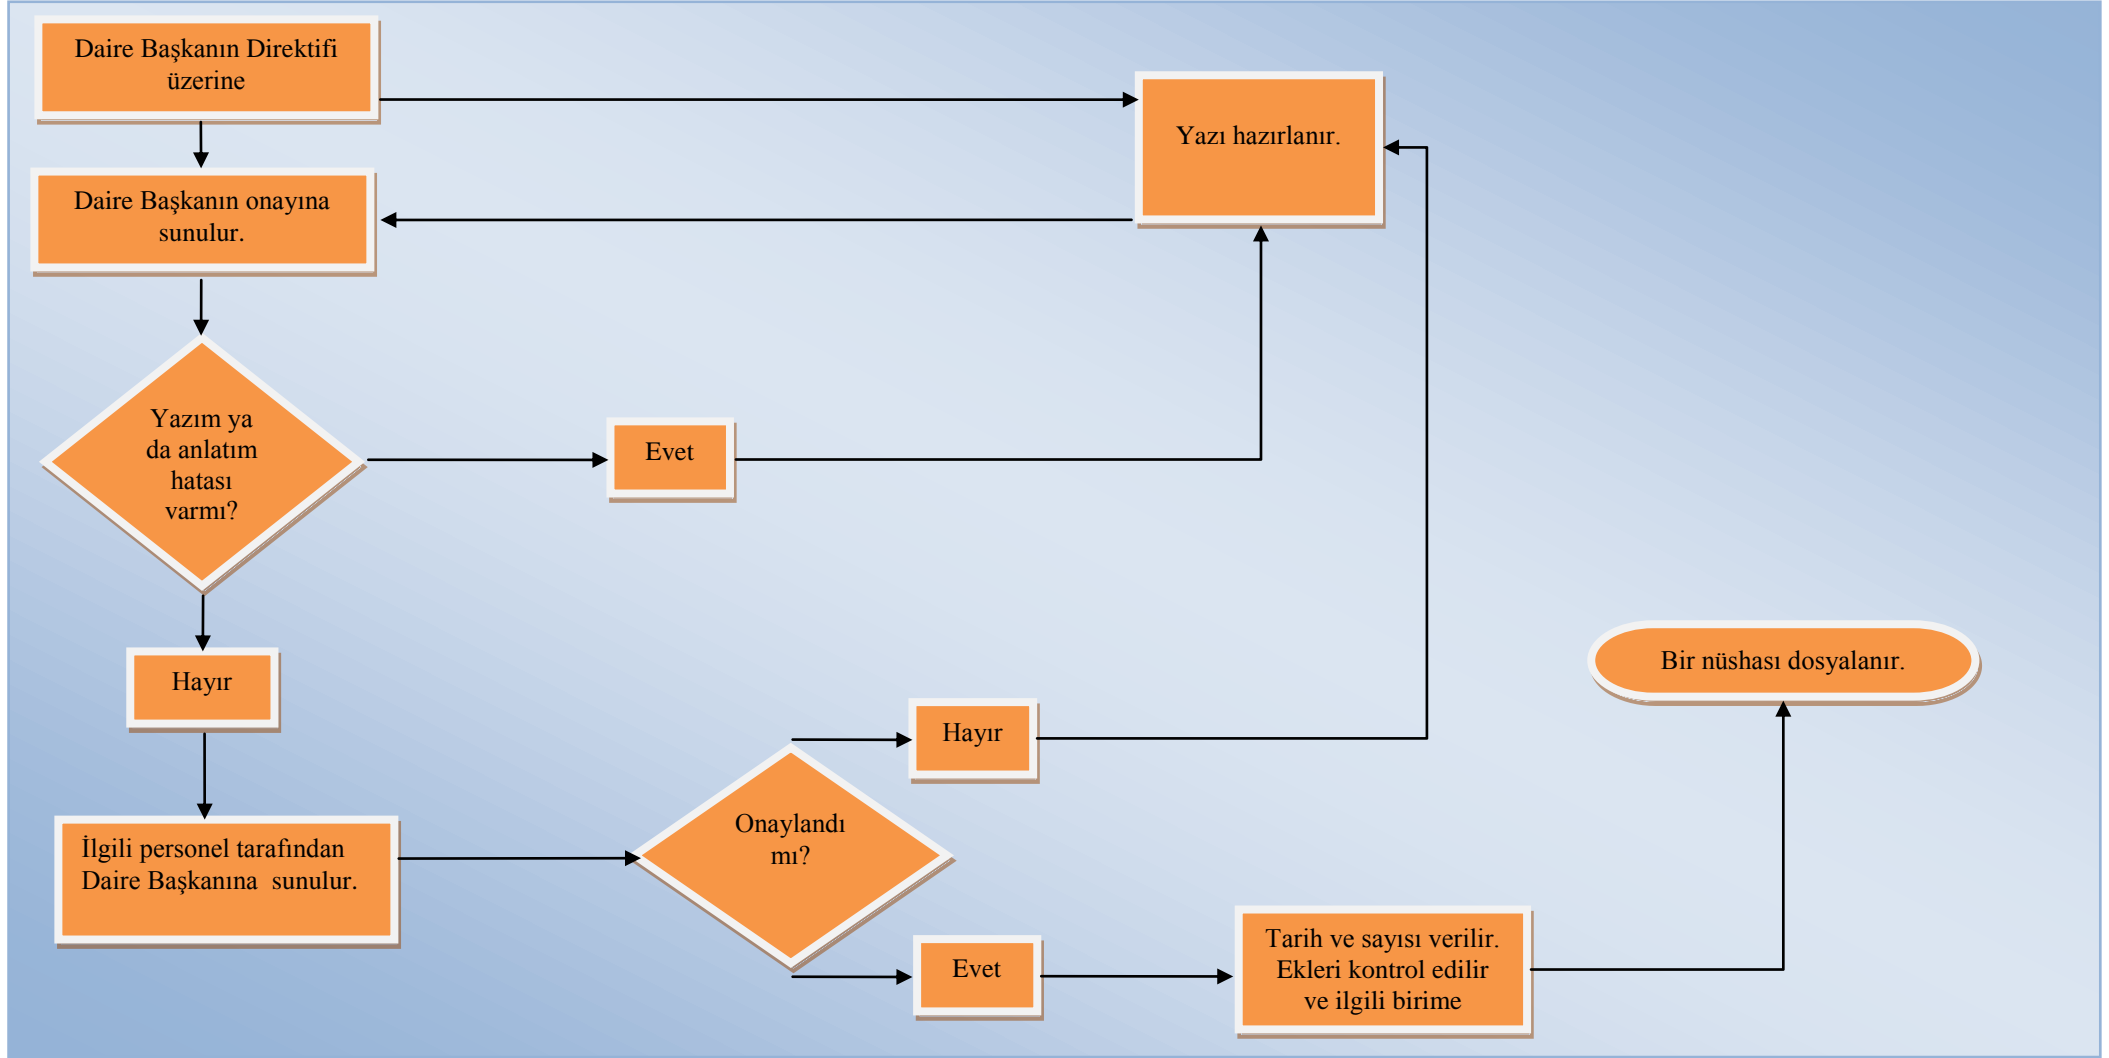 Daire Başkanın Direktifi
üzerine
Yazı hazırlanır.
Daire Başkanın onayına
sunulur.
Yazım ya
da anlatım
hatası
varmı?
Evet
Hayır
Bir nüshası dosyalanır.
Hayır
İlgili personel tarafından
Daire Başkanına  sunulur.
Onaylandı
mı?
Evet
Tarih ve sayısı verilir.
Ekleri kontrol edilir
ve ilgili birime